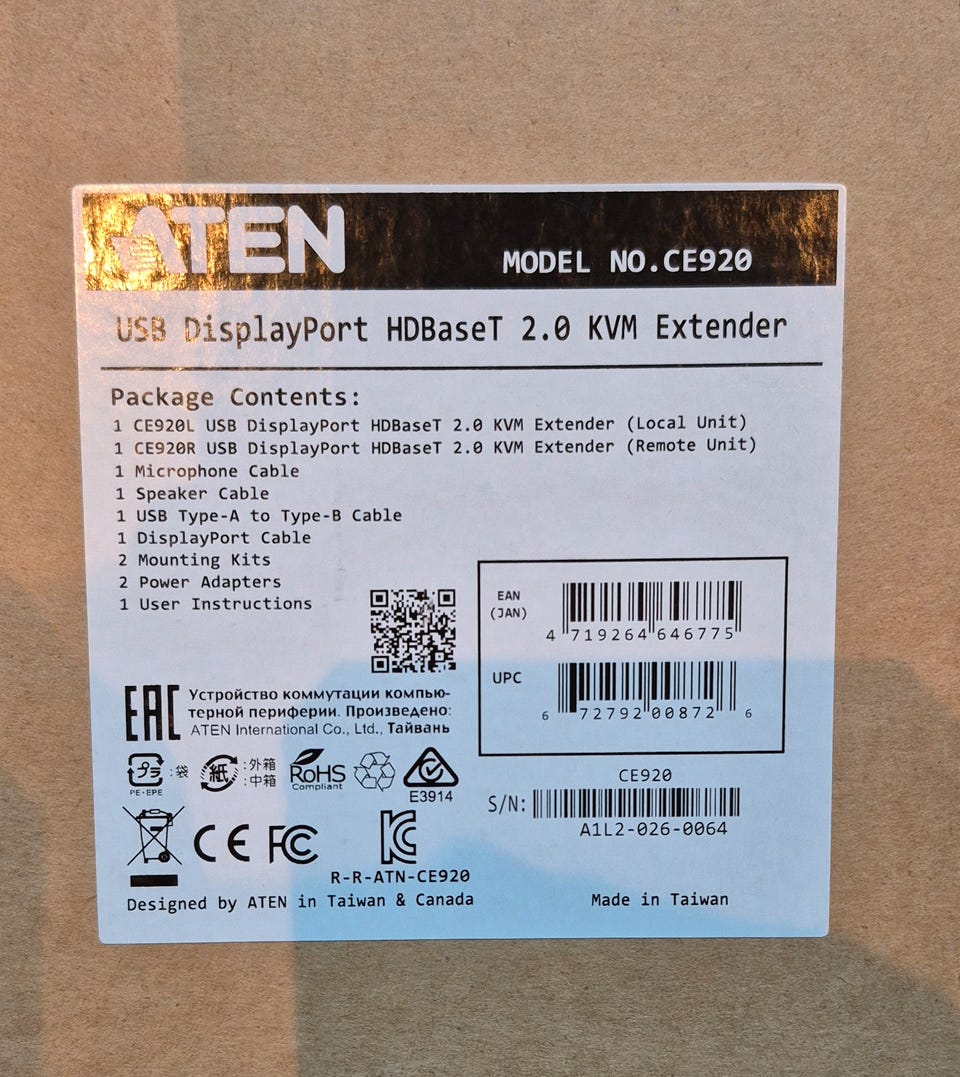 ATEN
MODEL NO.CE920
USB DisplayPort HDBaseT 2.0 KVM Extender
Package Contents:
1 CE920L USB DisplayPort HDBaseT 2.0 KVM Extender (Local Unit)
1 CE920R USB DisplayPort HDBaseT 2.0 KVM Extender (Remote Unit)
1 Microphone Cable
1 Speaker Cable
1 USB Type-A to Type-B Cable
1 DisplayPort Cable
2 Mounting Kits
2 Power Adapters
1 User Instructions
EAN
(JAN)
4 719264 646775
UPC
6 72792 00872 6
EAC
Устройство коммутации компью-
терной периферии. Произведено:
ATEN International Co., Ltd., Тайвань
プラ :袋
PE·EPE
紙 :外箱
:中箱
RoHS
Compliant
E3914
CE920
S/N:
A1L2-026-0064
CE FC KC
R-R-ATN-CE920
Designed by ATEN in Taiwan & Canada
Made in Taiwan